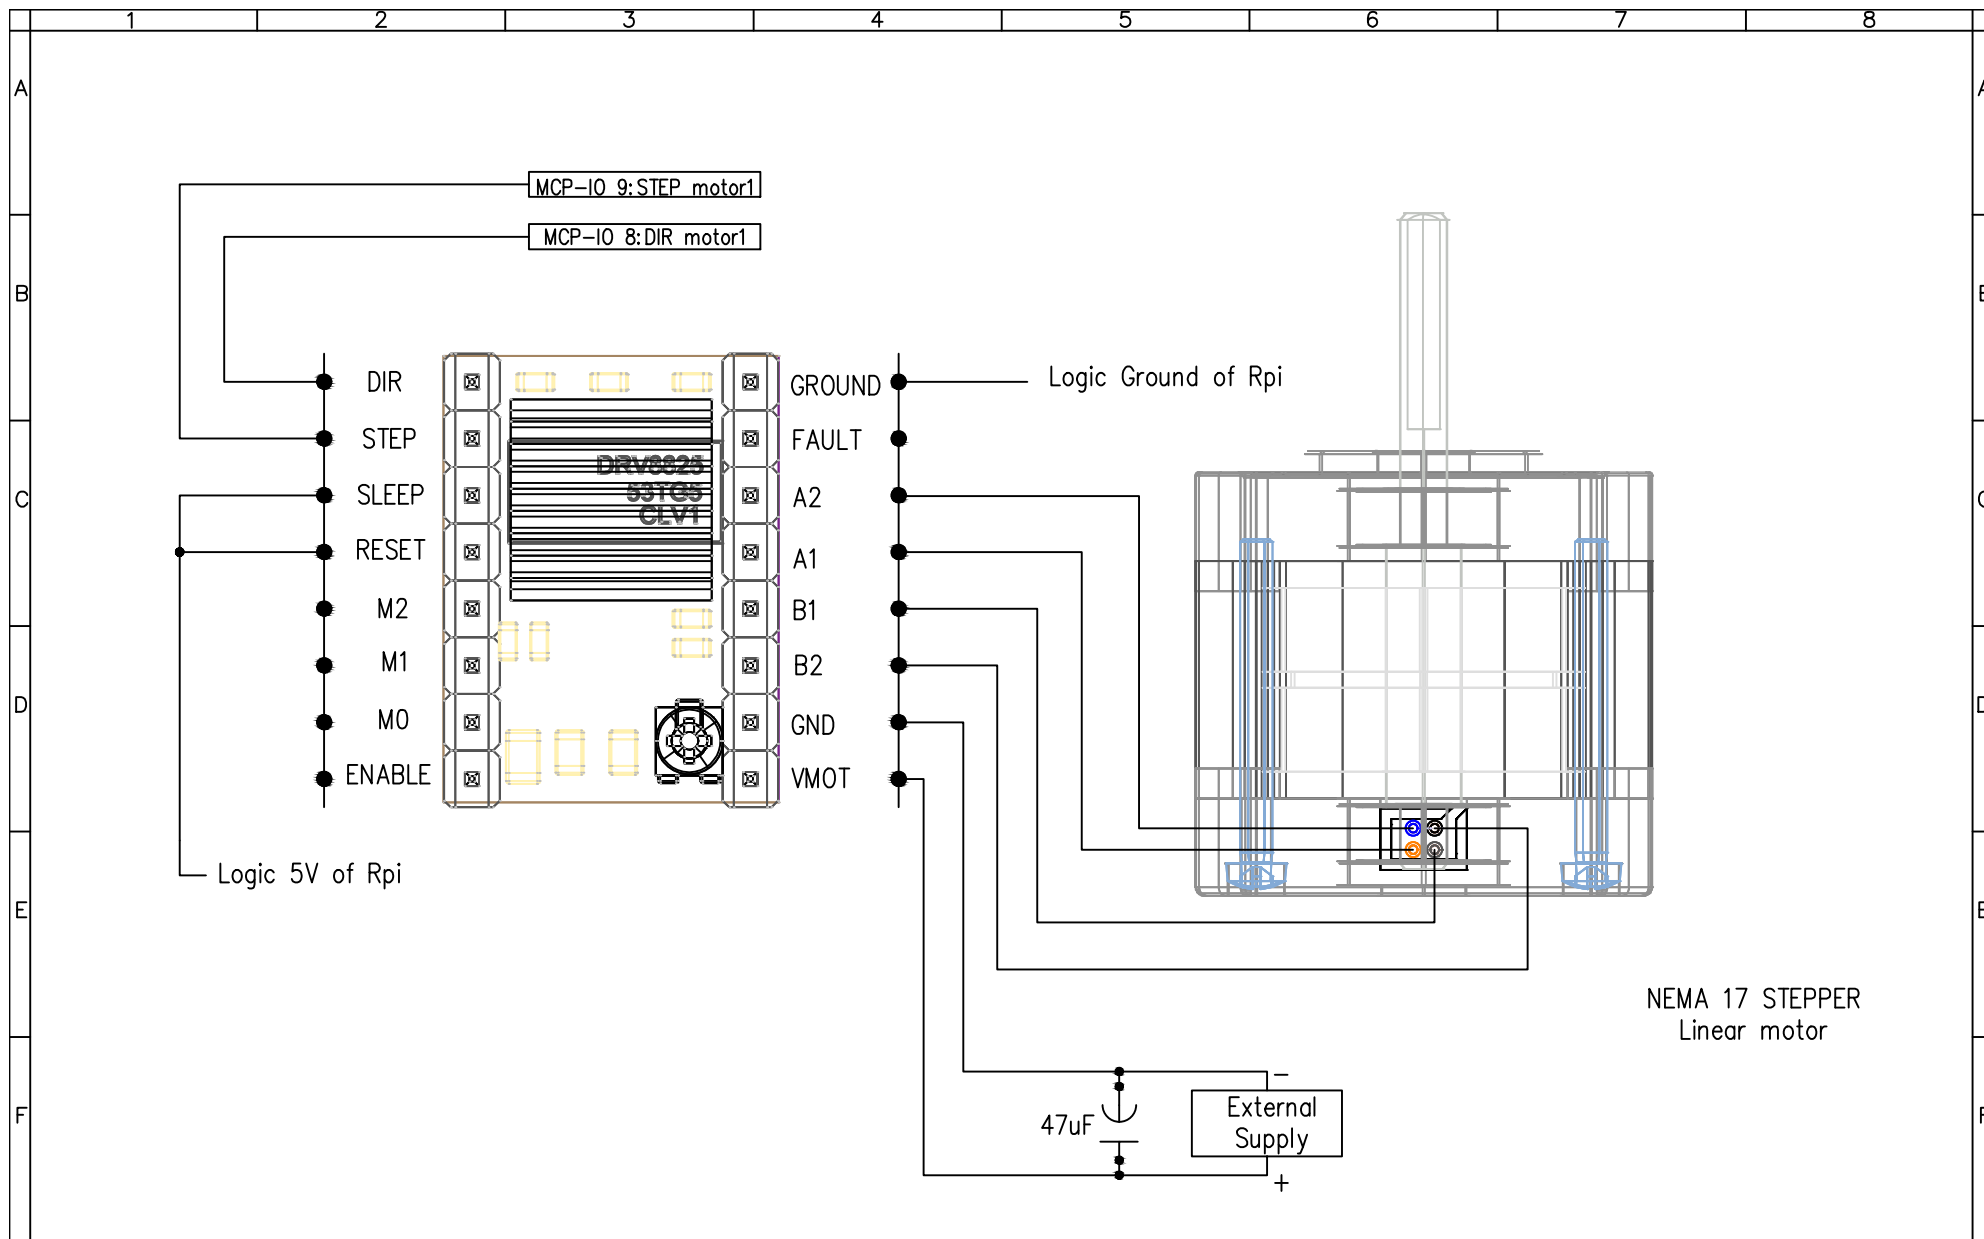 1 2 3 4 5 6 7 8
A A
MCP-IO 9:STEP motor1
MCP-IO 8:DIR motor1
B
DIR
GROUND
Logic Ground of Rpi
STEP
FAULT
DRV8825
53TG5
CLV1
SLEEP
A2
C
RESET
A1
M2
B1
M1
B2
D
M0
GND
ENABLE
VMOT
Logic 5V of Rpi
E
NEMA 17 STEPPER
Linear motor
F
47uF
-
External
Supply
+